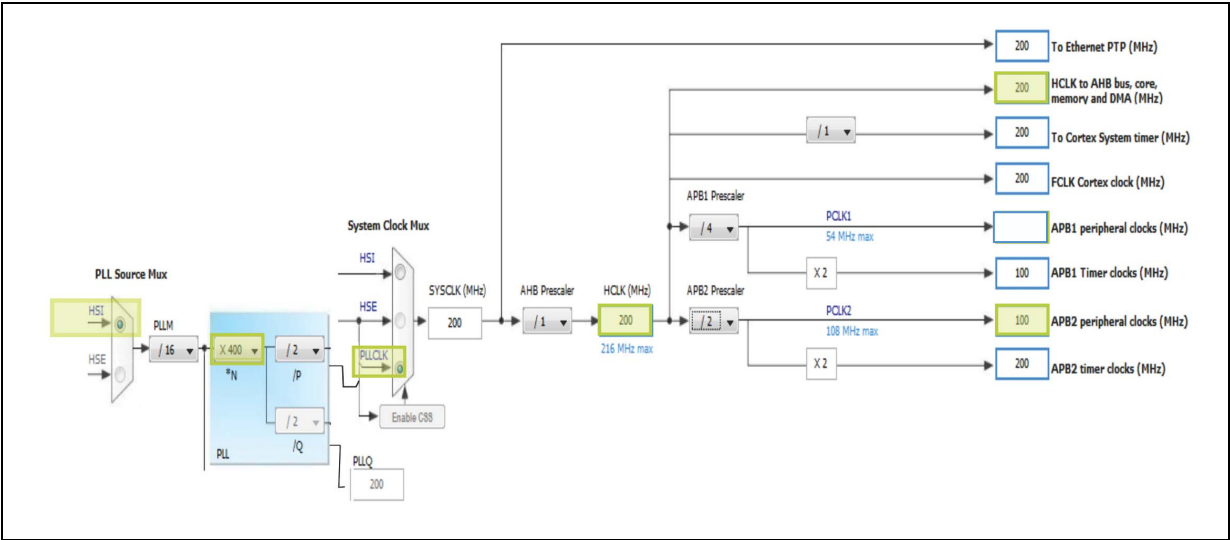 200
To Ethernet PTP (MHz)
200
HCLK to AHB bus, core,
memory and DMA (MHz)
/ 1
200
To Cortex System timer (MHz)
200
FCLK Cortex clock (MHz)
APB1 Prescaler
/ 4
PCLK1
54 MHz max
APB1 peripheral clocks (MHz)
X 2
100
APB1 Timer clocks (MHz)
System Clock Mux
HSI
PLL Source Mux
HSI
HSE
PLLM
/ 16
X 400
*N
/ 2
/P
/ 2
/Q
PLL
PLLQ
200
HSE
PLLCLK
Enable CSS
SYSCLK (MHz)
200
AHB Prescaler
/ 1
HCLK (MHz)
200
216 MHz max
APB2 Prescaler
/ 2
PCLK2
108 MHz max
100
APB2 peripheral clocks (MHz)
X 2
200
APB2 timer clocks (MHz)